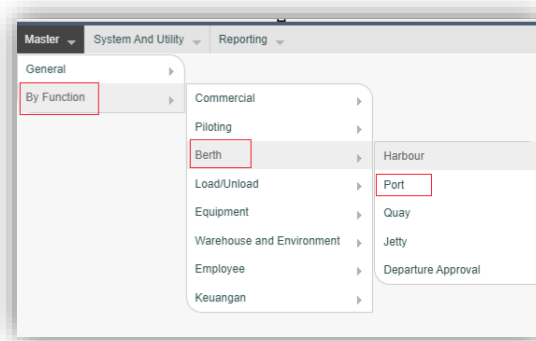 Master System And Utility Reporting
General
By Function
Commercial
Piloting
Berth
Load/Unload
Equipment
Warehouse and Environment
Employee
Keuangan
Harbour
Port
Quay
Jetty
Departure Approval